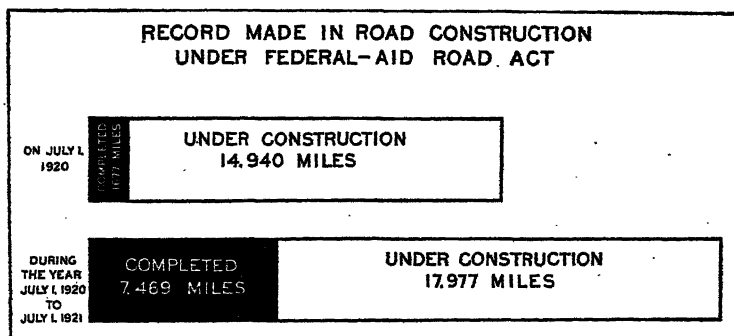 RECORD MADE IN ROAD CONSTRUCTION
UNDER FEDERAL-AID ROAD ACT
ON JULY 1,
1920
COMPLETED
1677 MILES
UNDER CONSTRUCTION
14,940 MILES
DURING
THE YEAR
JULY 1, 1920
TO
JULY 1, 1921
COMPLETED
7,469 MILES
UNDER CONSTRUCTION
17,977 MILES